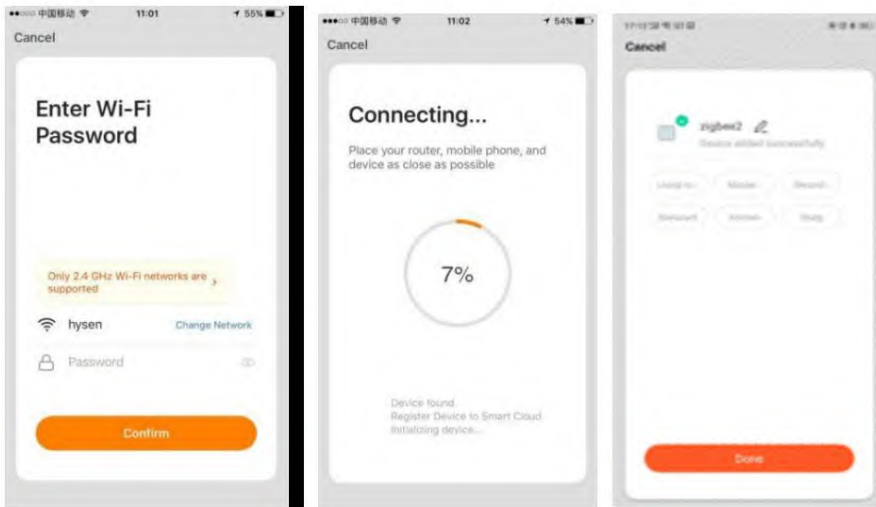 中国移动 11:01 55%
Cancel
Enter Wi-Fi
Password
Only 2.4 GHz Wi-Fi networks are
supported
hysen Change Network
Password
Confirm
中国移动 11:02 54%
Cancel
Connecting...
Place your router, mobile phone, and
device as close as possible
7%
Device found
Register Device to Smart Cloud
Initializing device...
Cancel
zigbee2
Device added successfully
Done